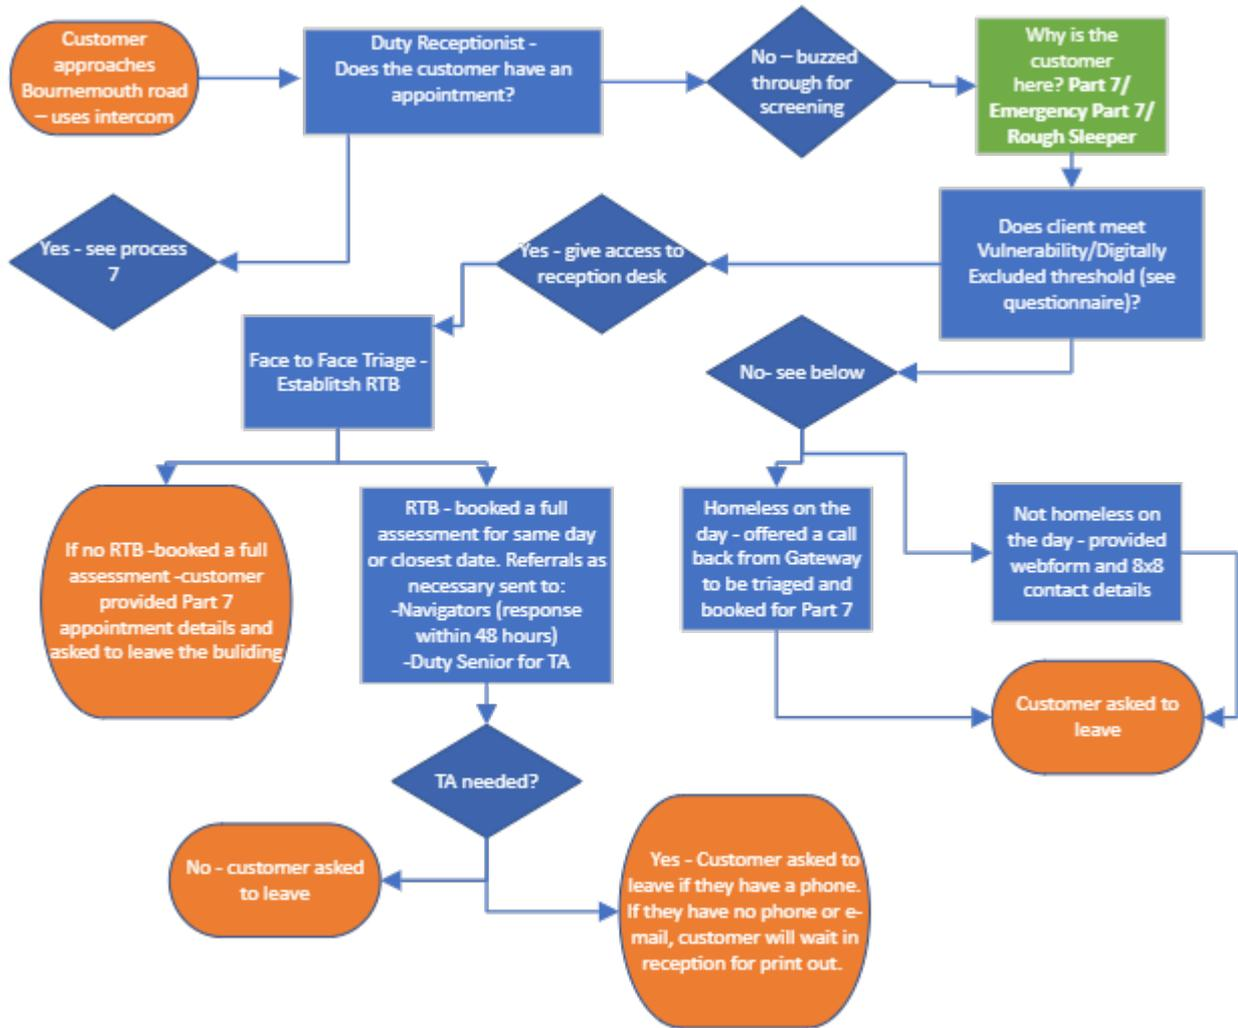 Customer
approaches
Bournemouth road
– uses intercom
Duty Receptionist -
Does the customer have an
appointment?
No – buzzed
through for
screening
Why is the
customer
here? Part 7/
Emergency Part 7/
Rough Sleeper
Yes - see process
7
Yes - give access to
reception desk
Does client meet
Vulnerability/Digitally
Excluded threshold (see
questionnaire)?
Face to Face Triage -
Establitsh RTB
No- see below
If no RTB -booked a full
assessment -customer
provided Part 7
appointment details and
asked to leave the buliding
RTB - booked a full
assessment for same day
or closest date. Referrals as
necessary sent to:
-Navigators (response
within 48 hours)
-Duty Senior for TA
Homeless on the
day - offered a call
back from Gateway
to be triaged and
booked for Part 7
Not homeless on
the day - provided
webform and 8x8
contact details
Customer asked to
leave
TA needed?
No - customer asked
to leave
Yes - Customer asked to
leave if they have a phone.
If they have no phone or e-
mail, customer will wait in
reception for print out.